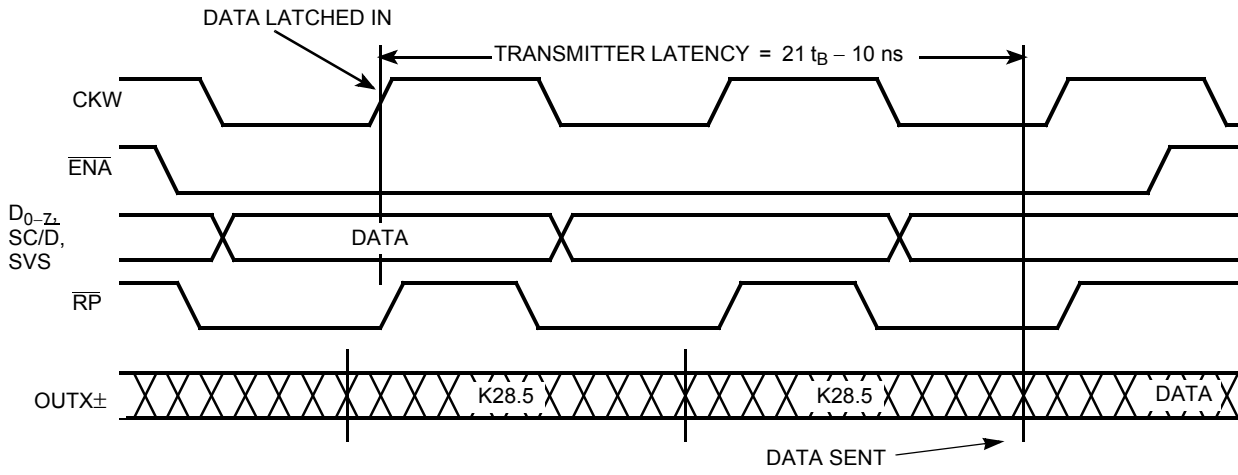 DATA LATCHED IN
TRANSMITTER LATENCY = 21 tB – 10 ns
CKW
ENA
D0–7,
SC/D,
SVS
DATA
RP
OUTX±
K28.5
K28.5
DATA
DATA SENT